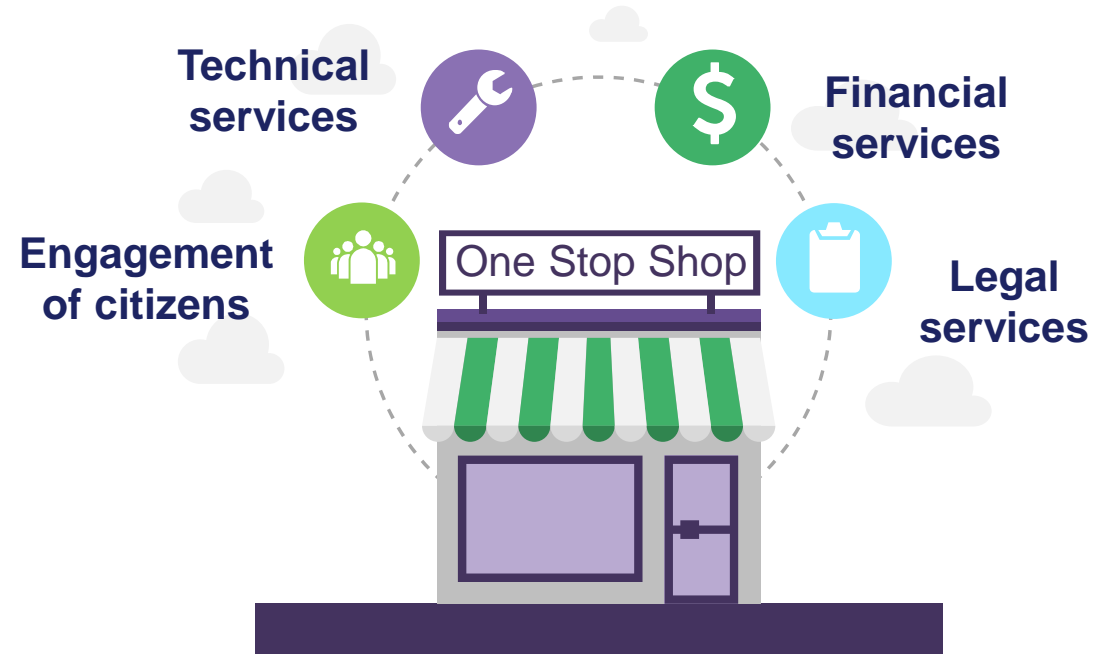 Technical
services
Financial
services
Engagement
of citizens
One Stop Shop
Legal
services